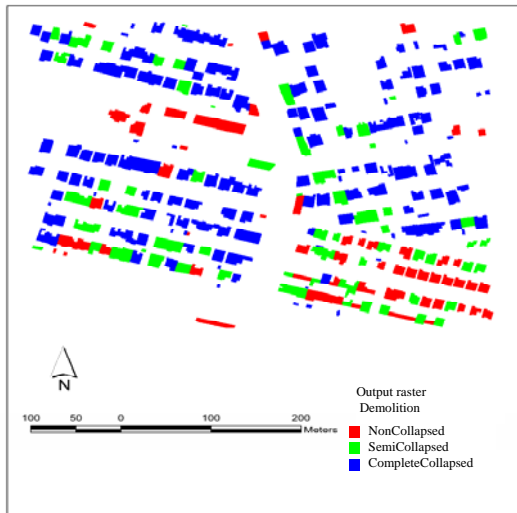 N
100 50 0 100 200
Meters
Output raster
Demolition
NonCollapsed
SemiCollapsed
CompleteCollapsed